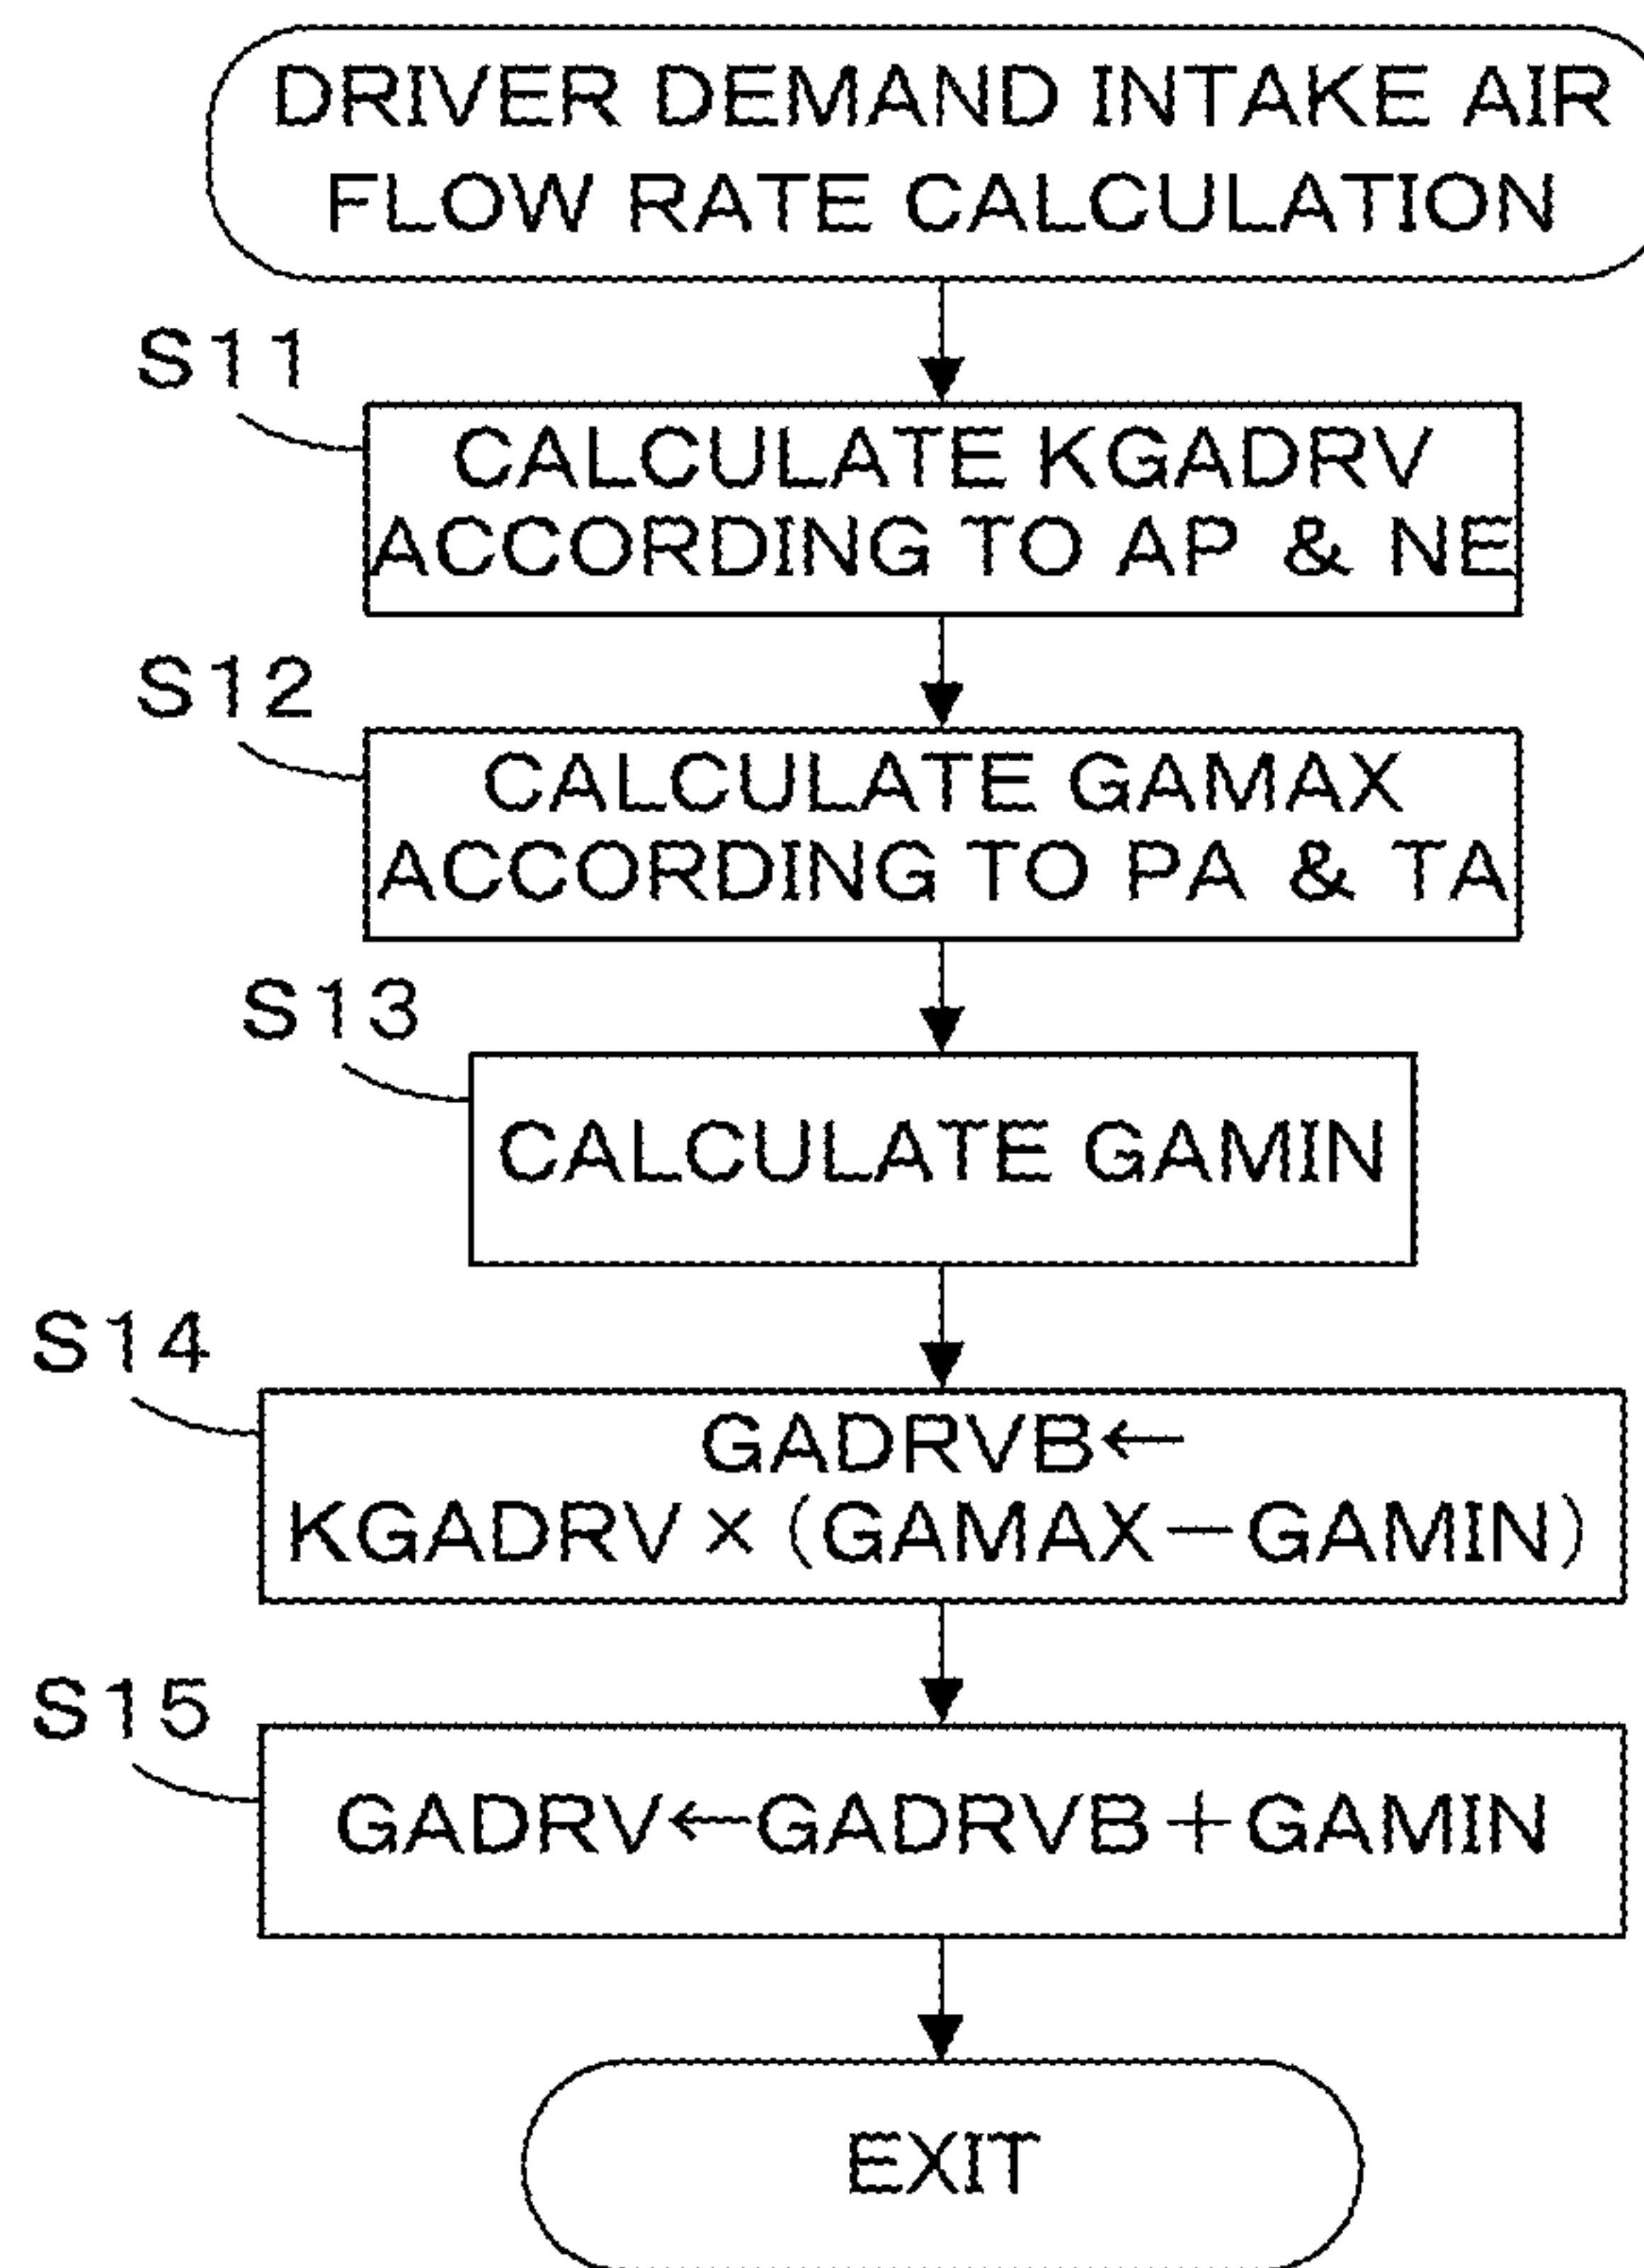 DRIVER DEMAND INTAKE AIR
FLOW RATE CALCULATION
S11
CALCULATE KGADRV
ACCORDING TO AP & NE
S12
CALCULATE GAMAX
ACCORDING TO PA & TA
S13
CALCULATE GAMIN
S14
GADRVB←
KGADRV×(GAMAX−GAMIN)
S15
GADRV←GADRVB+GAMIN
EXIT